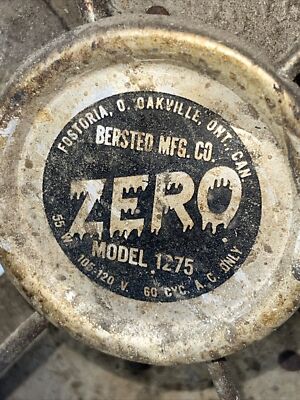 FOSTORIA, O. OAKVILLE, ONT., CAN.
BERSTED MFG. CO.
ZERO
MODEL 1275
55 W. 105-120 V. 60 CYC. A.C. ONLY